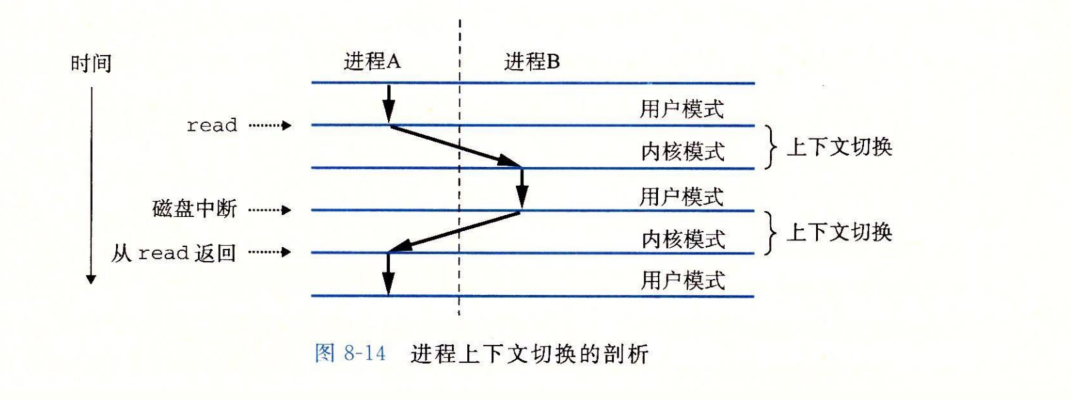 时间
进程A
进程B
用户模式
read
内核模式
上下文切换
用户模式
磁盘中断
内核模式
上下文切换
从 read 返回
用户模式
图 8-14 进程上下文切换的剖析